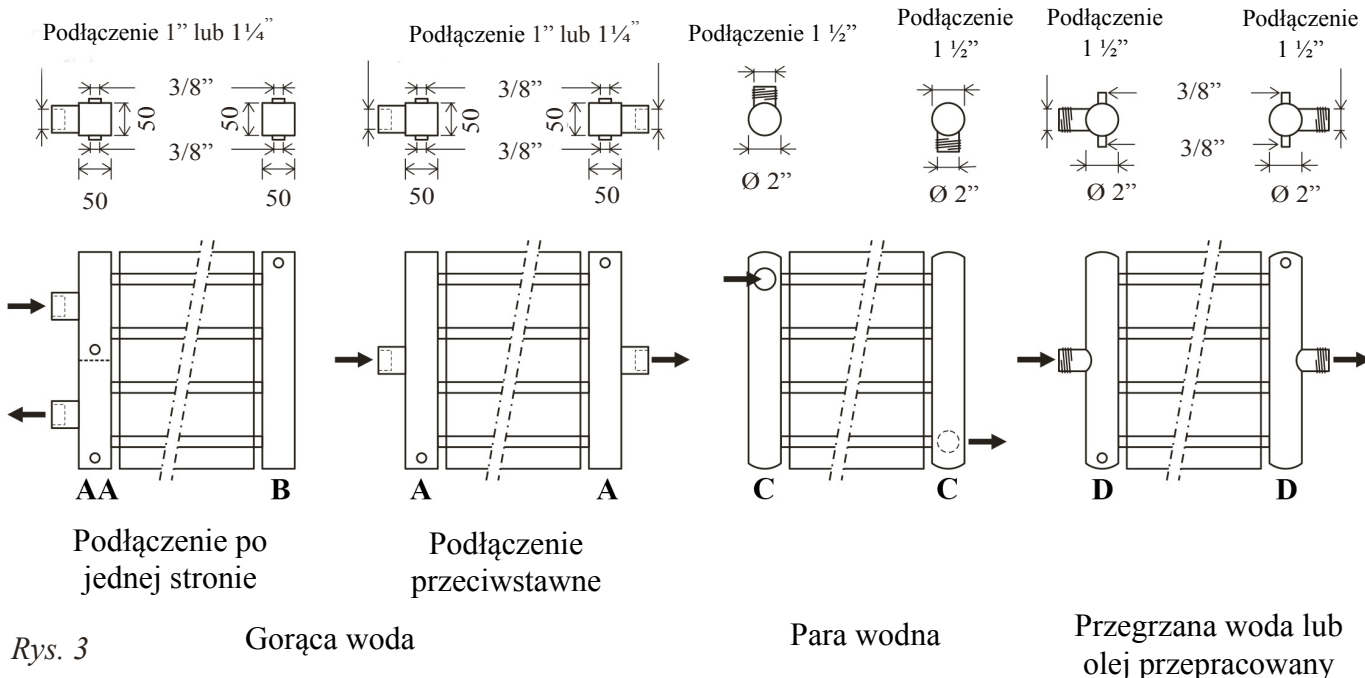 Podłączenie 1” lub 1¼”
3/8”
50
50
3/8”
50
50
Podłączenie 1” lub 1¼”
3/8”
50
50
3/8”
50
50
Podłączenie 1 ½”
Ø 2”
Podłączenie
1 ½”
Ø 2”
Podłączenie
1 ½”
3/8”
3/8”
Ø 2”
Podłączenie
1 ½”
Ø 2”
AA
B
A
A
C
C
D
D
Podłączenie po
jednej stronie
Podłączenie
przeciwstawne
Rys. 3
Gorąca woda
Para wodna
Przegrzana woda lub
olej przepracowany